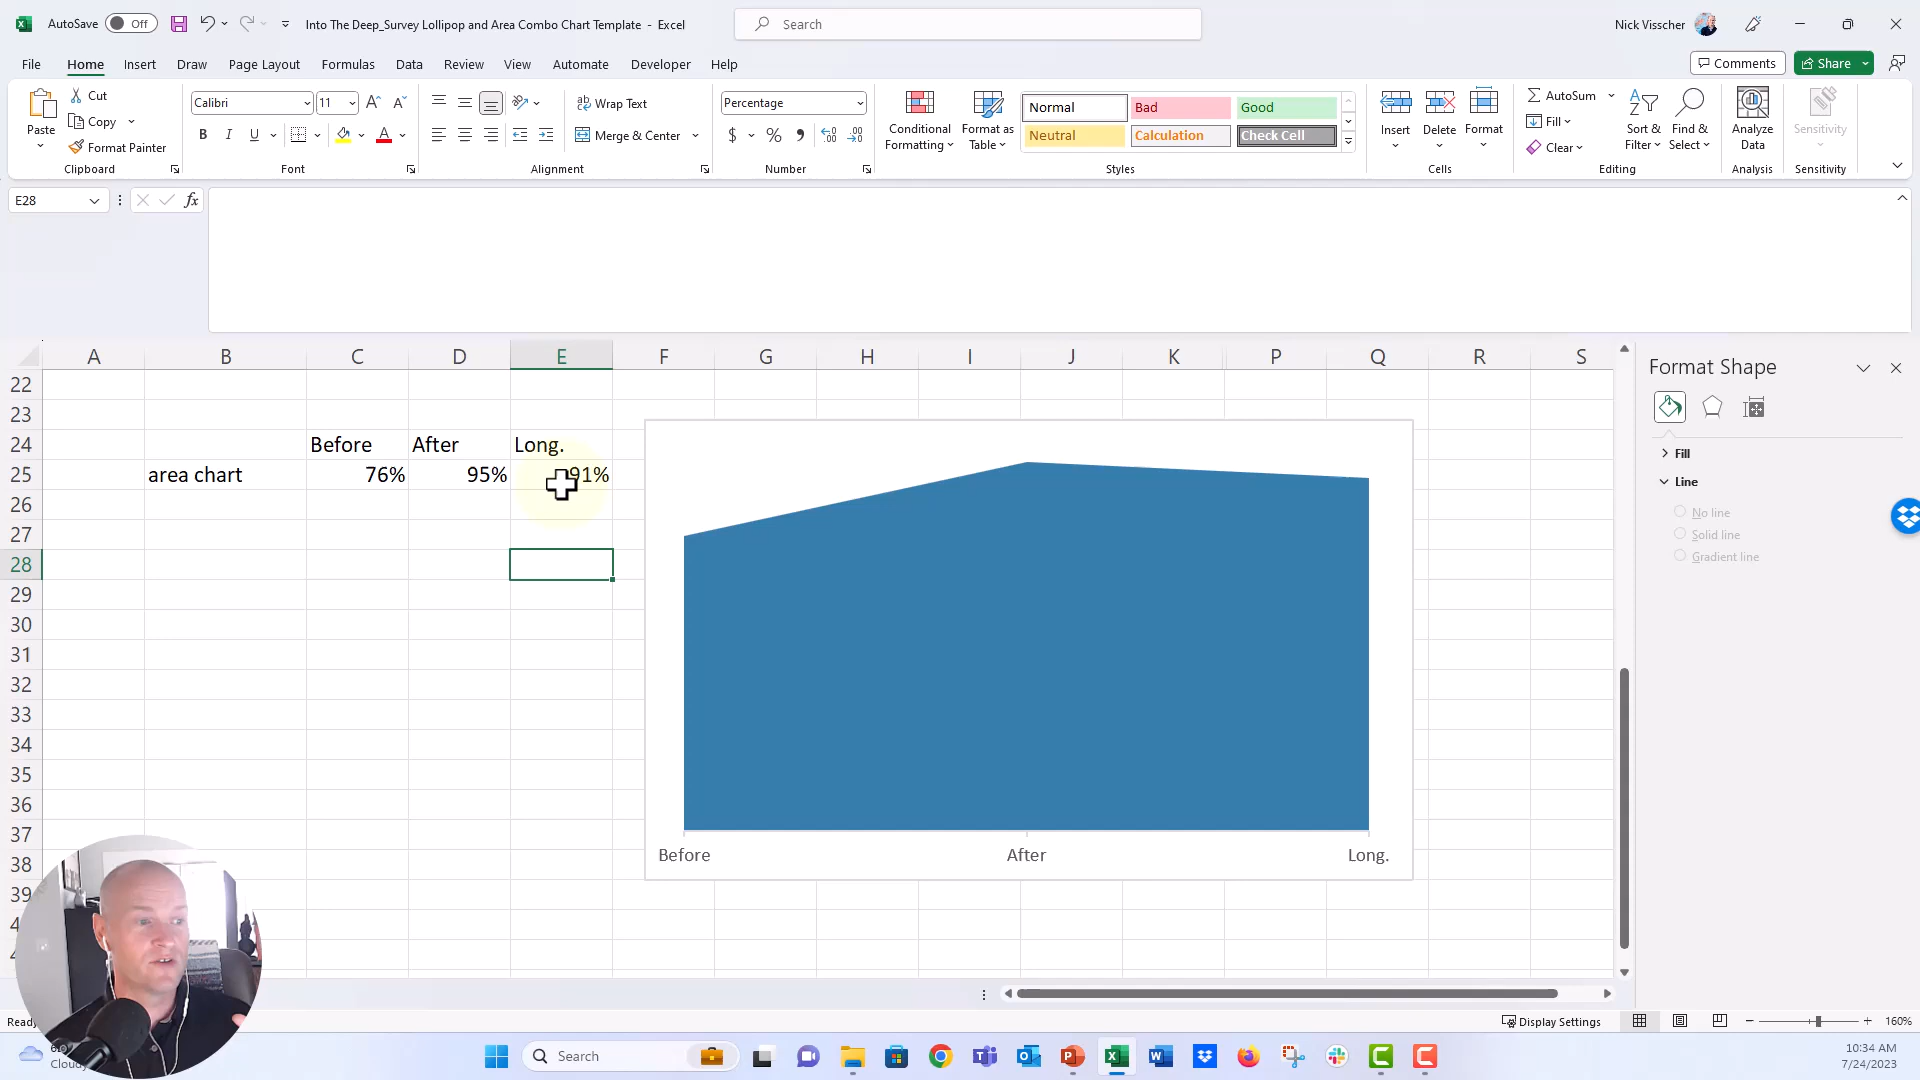 AutoSave Off Into The Deep_Survey Lollipop and Area Combo Chart Template - Excel Search Nick Visscher
File Home Insert Draw Page Layout Formulas Data Review View Automate Developer Help Comments Share
Paste Cut Copy Format Painter Clipboard
Calibri 11 B I U A Font
Wrap Text Merge & Center Alignment
Percentage $ % , Number
Conditional Formatting Format as Table Normal Bad Good Neutral Calculation Check Cell Styles
Insert Delete Format Cells
AutoSum Fill Clear Sort & Filter Find & Select Editing
Analyze Data Analysis
Sensitivity Sensitivity
E28 fx
A B C D E F G H I J K P Q R S
22
23
24 Before After Long.
25 area chart 76% 95% 91%
26
27
28
29
30
31
32
33
34
35
36
37
38
39
4
4
Before After Long.
Format Shape
Fill
Line
No line
Solid line
Gradient line
Ready Display Settings 160%
Cloudy Search 10:34 AM
7/24/2023